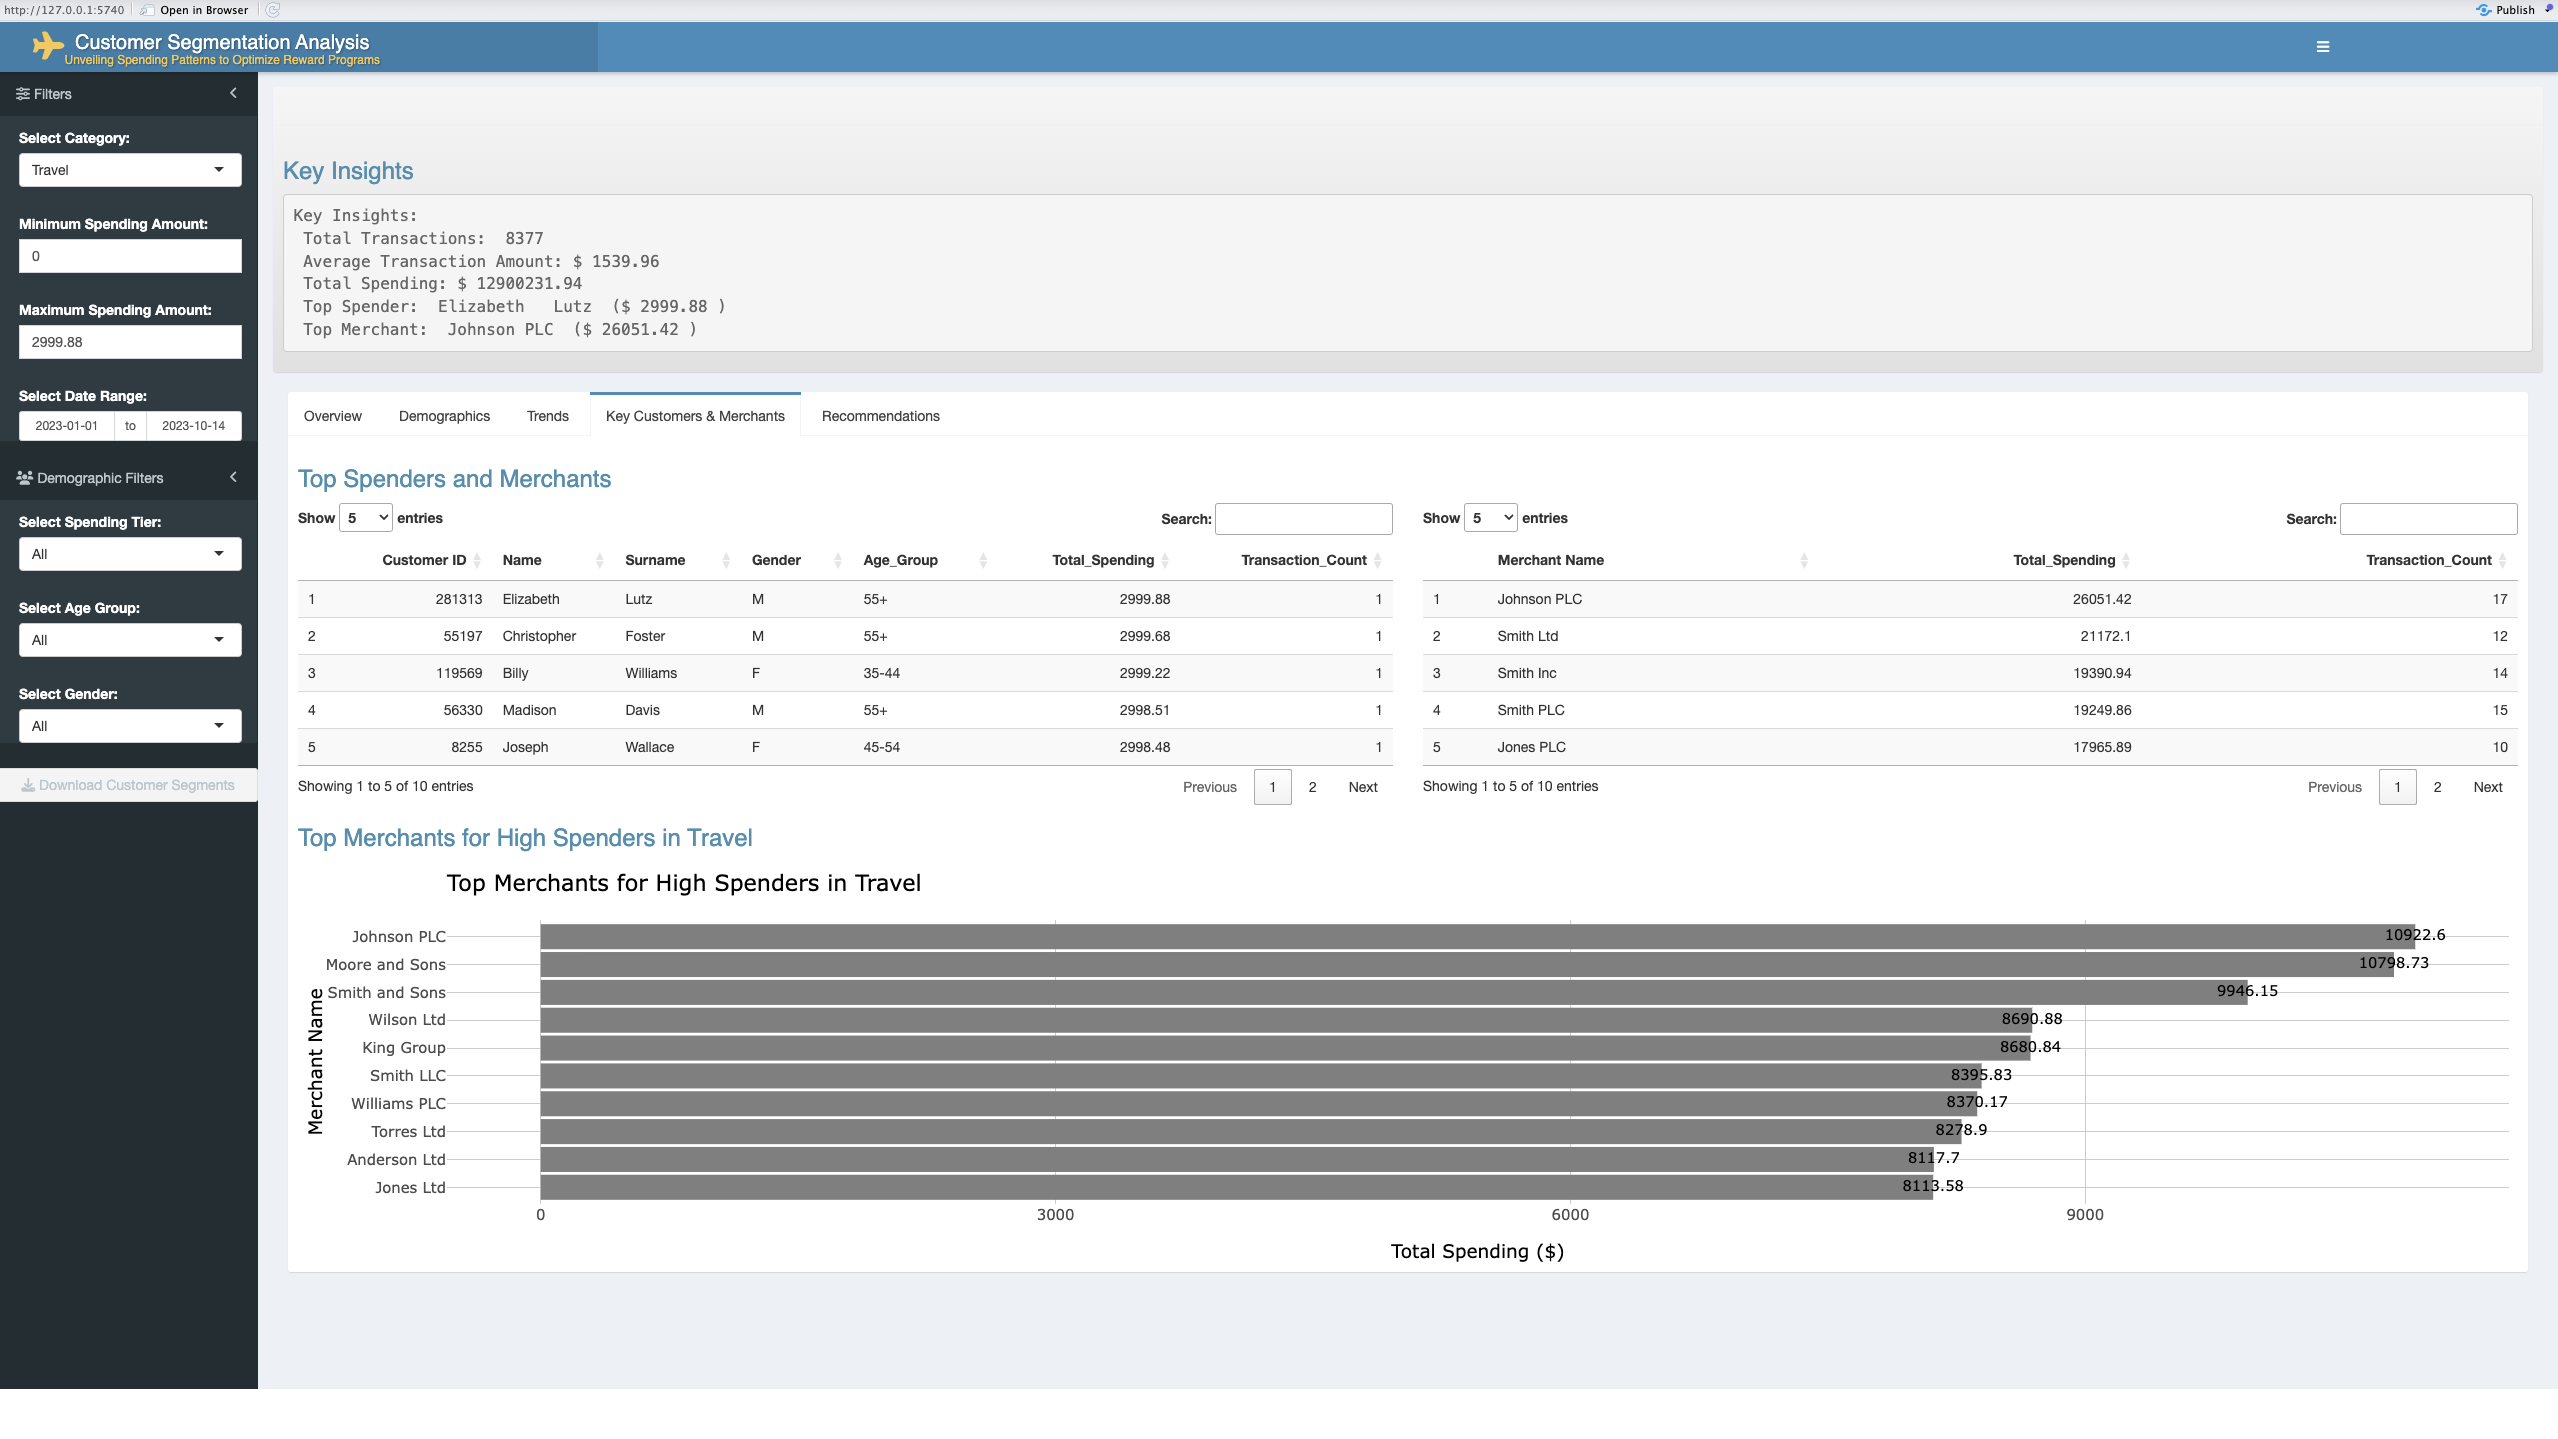 http://127.0.0.1:5740 Open in Browser Publish
Customer Segmentation Analysis
Unveiling Spending Patterns to Optimize Reward Programs
Filters
Select Category:
Travel
Minimum Spending Amount:
0
Maximum Spending Amount:
2999.88
Select Date Range:
2023-01-01 to 2023-10-14
Demographic Filters
Select Spending Tier:
All
Select Age Group:
All
Select Gender:
All
Download Customer Segments
Key Insights
Key Insights:
Total Transactions: 8377
Average Transaction Amount: $ 1539.96
Total Spending: $ 12900231.94
Top Spender: Elizabeth Lutz ($ 2999.88 )
Top Merchant: Johnson PLC ($ 26051.42 )
Overview Demographics Trends Key Customers & Merchants Recommendations
Top Spenders and Merchants
Show 5 entries Search:
Customer ID Name Surname Gender Age_Group Total_Spending Transaction_Count
1 281313 Elizabeth Lutz M 55+ 2999.88 1
2 55197 Christopher Foster M 55+ 2999.68 1
3 119569 Billy Williams F 35-44 2999.22 1
4 56330 Madison Davis M 55+ 2998.51 1
5 8255 Joseph Wallace F 45-54 2998.48 1
Showing 1 to 5 of 10 entries Previous 1 2 Next
Show 5 entries Search:
Merchant Name Total_Spending Transaction_Count
1 Johnson PLC 26051.42 17
2 Smith Ltd 21172.1 12
3 Smith Inc 19390.94 14
4 Smith PLC 19249.86 15
5 Jones PLC 17965.89 10
Showing 1 to 5 of 10 entries Previous 1 2 Next
Top Merchants for High Spenders in Travel
Top Merchants for High Spenders in Travel
Merchant Name
Johnson PLC 10922.6
Moore and Sons 10798.73
Smith and Sons 9946.15
Wilson Ltd 8690.88
King Group 8680.84
Smith LLC 8395.83
Williams PLC 8370.17
Torres Ltd 8278.9
Anderson Ltd 8117.7
Jones Ltd 8113.58
0 3000 6000 9000
Total Spending ($)